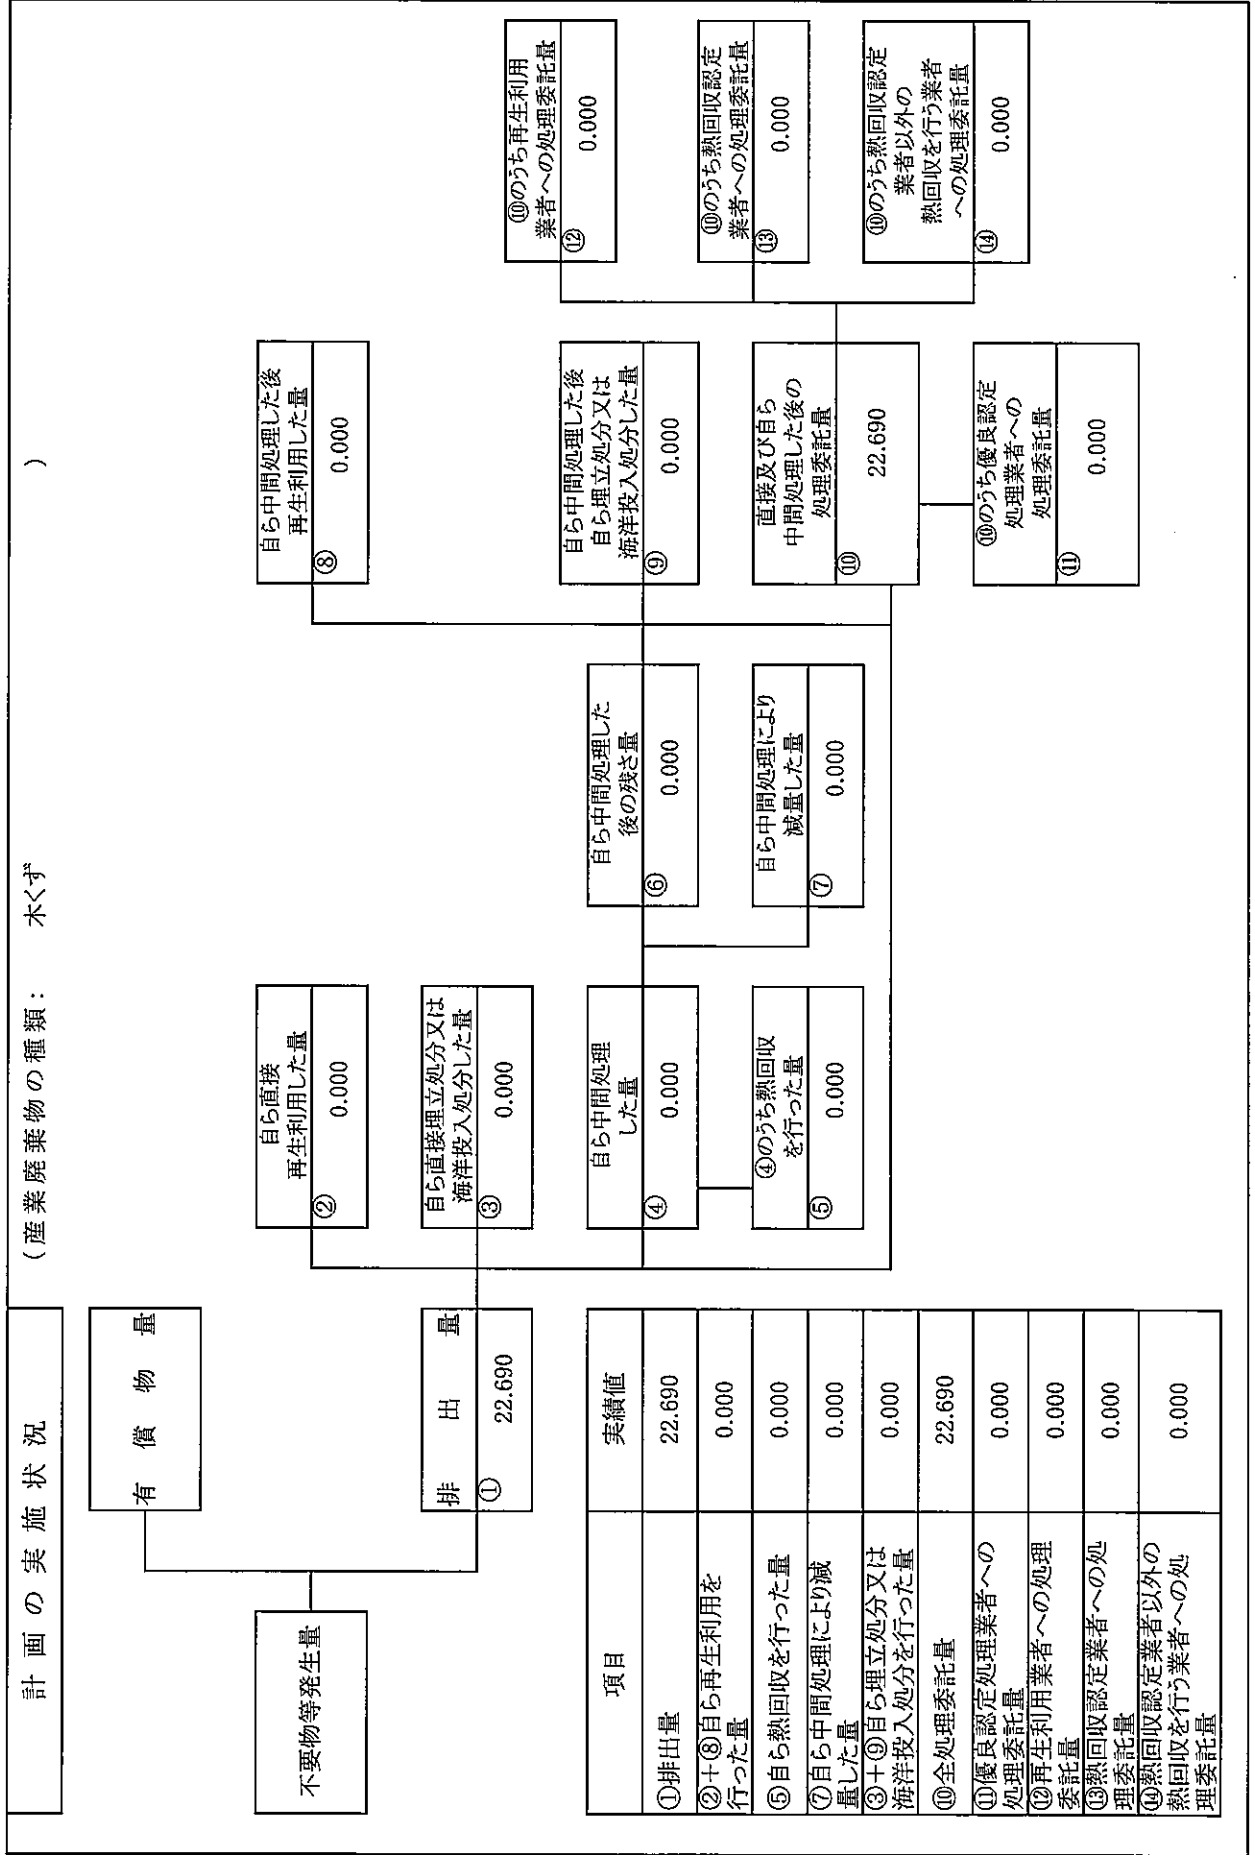 計画の実施状況
（産業廃棄物の種類： 木くず ）
不要物等発生量
有償物量
排出量
① 22.690
自ら直接
再生利用した量
② 0.000
自ら直接埋立処分又は
海洋投入処分した量
③ 0.000
自ら中間処理
した量
④ 0.000
④のうち熱回収
を行った量
⑤ 0.000
自ら中間処理した
後の残さ量
⑥ 0.000
自ら中間処理により
減量した量
⑦ 0.000
自ら中間処理した後
再生利用した量
⑧ 0.000
自ら中間処理した後
自ら埋立処分又は
海洋投入処分した量
⑨ 0.000
直接及び自ら
中間処理した後の
処理委託量
⑩ 22.690
⑩のうち優良認定
処理業者への
処理委託量
⑪ 0.000
⑩のうち再生利用
業者への処理委託量
⑫ 0.000
⑩のうち熱回収認定
業者への処理委託量
⑬ 0.000
⑩のうち熱回収認定
業者以外の
熱回収を行う業者
への処理委託量
⑭ 0.000
項目 実績値
①排出量 22.690
②＋⑧自ら再生利用を
行った量 0.000
⑤自ら熱回収を行った量 0.000
⑦自ら中間処理により減
量した量 0.000
③＋⑨自ら埋立処分又は
海洋投入処分を行った量 0.000
⑩全処理委託量 22.690
⑪優良認定処理業者への
処理委託量 0.000
⑫再生利用業者への処理
委託量 0.000
⑬熱回収認定業者への処
理委託量 0.000
⑭熱回収認定業者以外の
熱回収を行う業者への処
理委託量 0.000